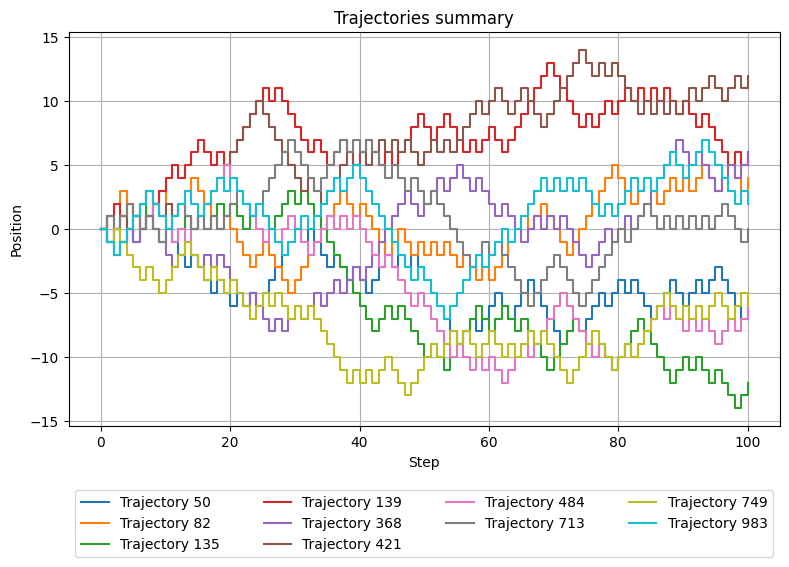 Trajectories summary
15
10
5
0
−5
−10
−15
Position
0 20 40 60 80 100
Step
Trajectory 50 Trajectory 139 Trajectory 484 Trajectory 749
Trajectory 82 Trajectory 368 Trajectory 713 Trajectory 983
Trajectory 135 Trajectory 421